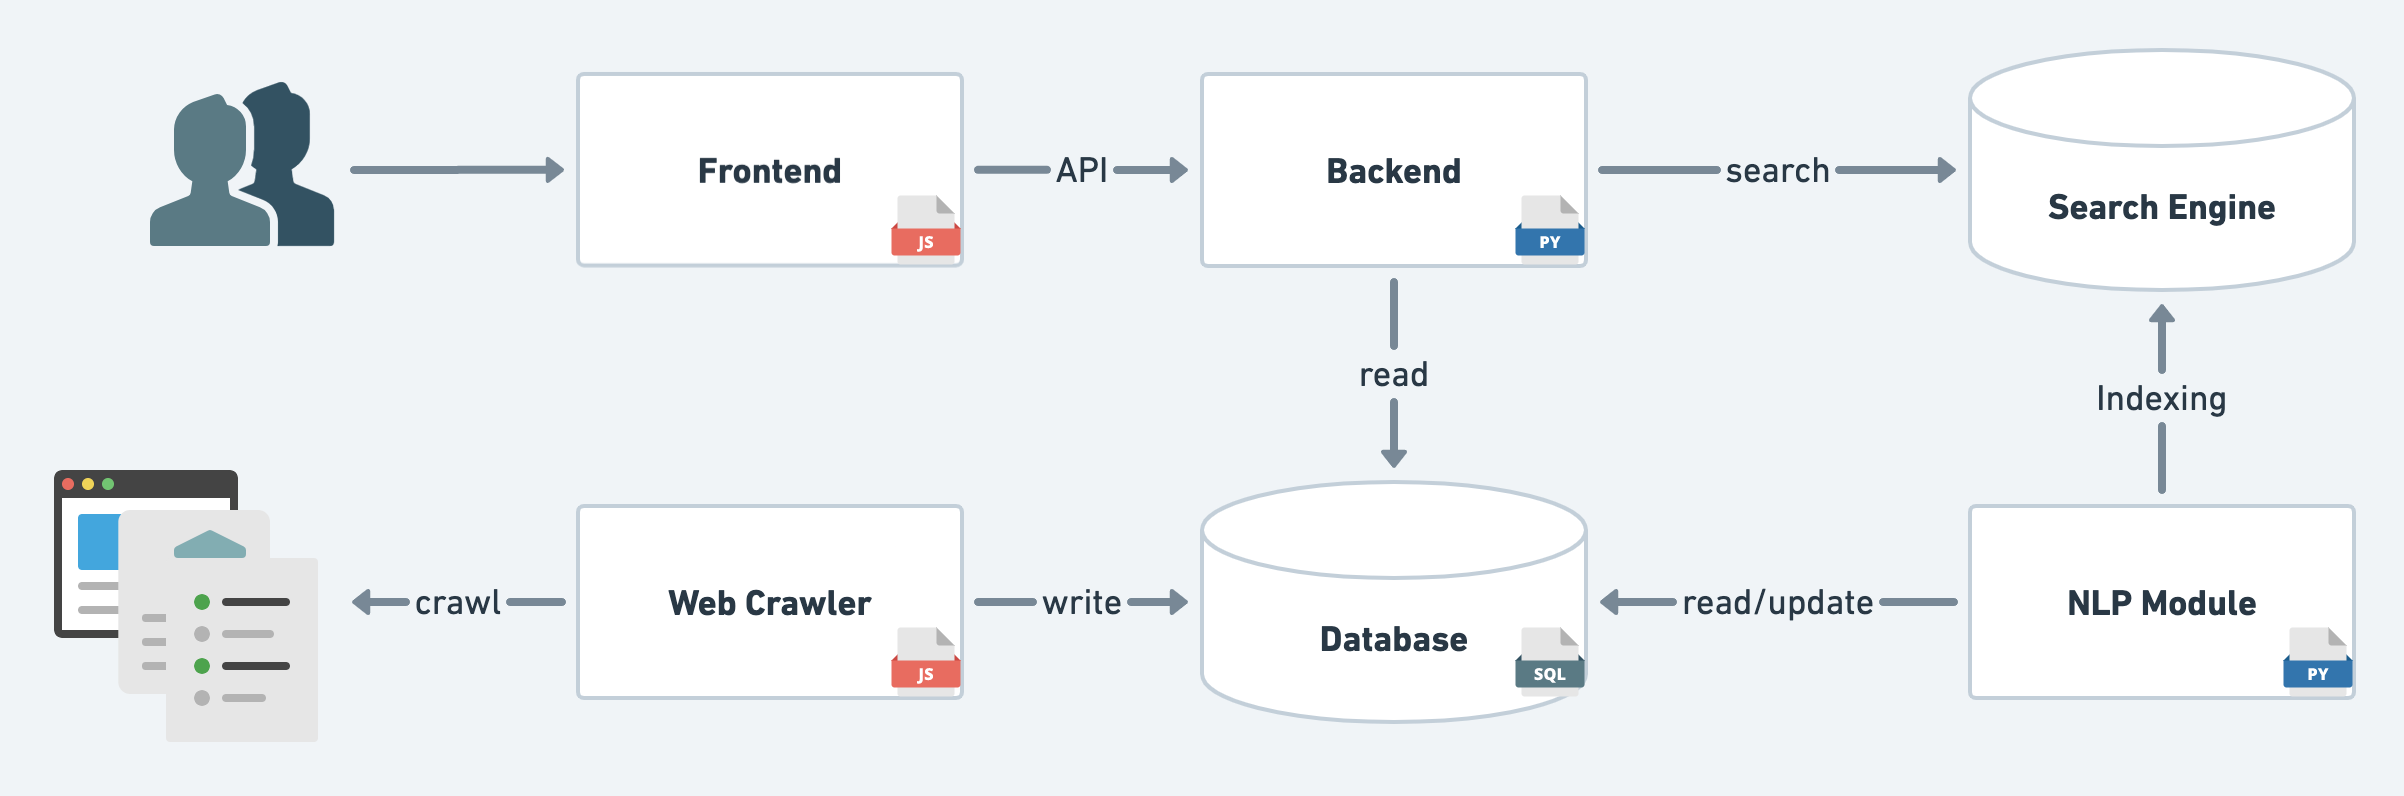 Frontend
JS
API
Backend
PY
search
Search Engine
read
Indexing
crawl
Web Crawler
JS
write
Database
SQL
read/update
NLP Module
PY